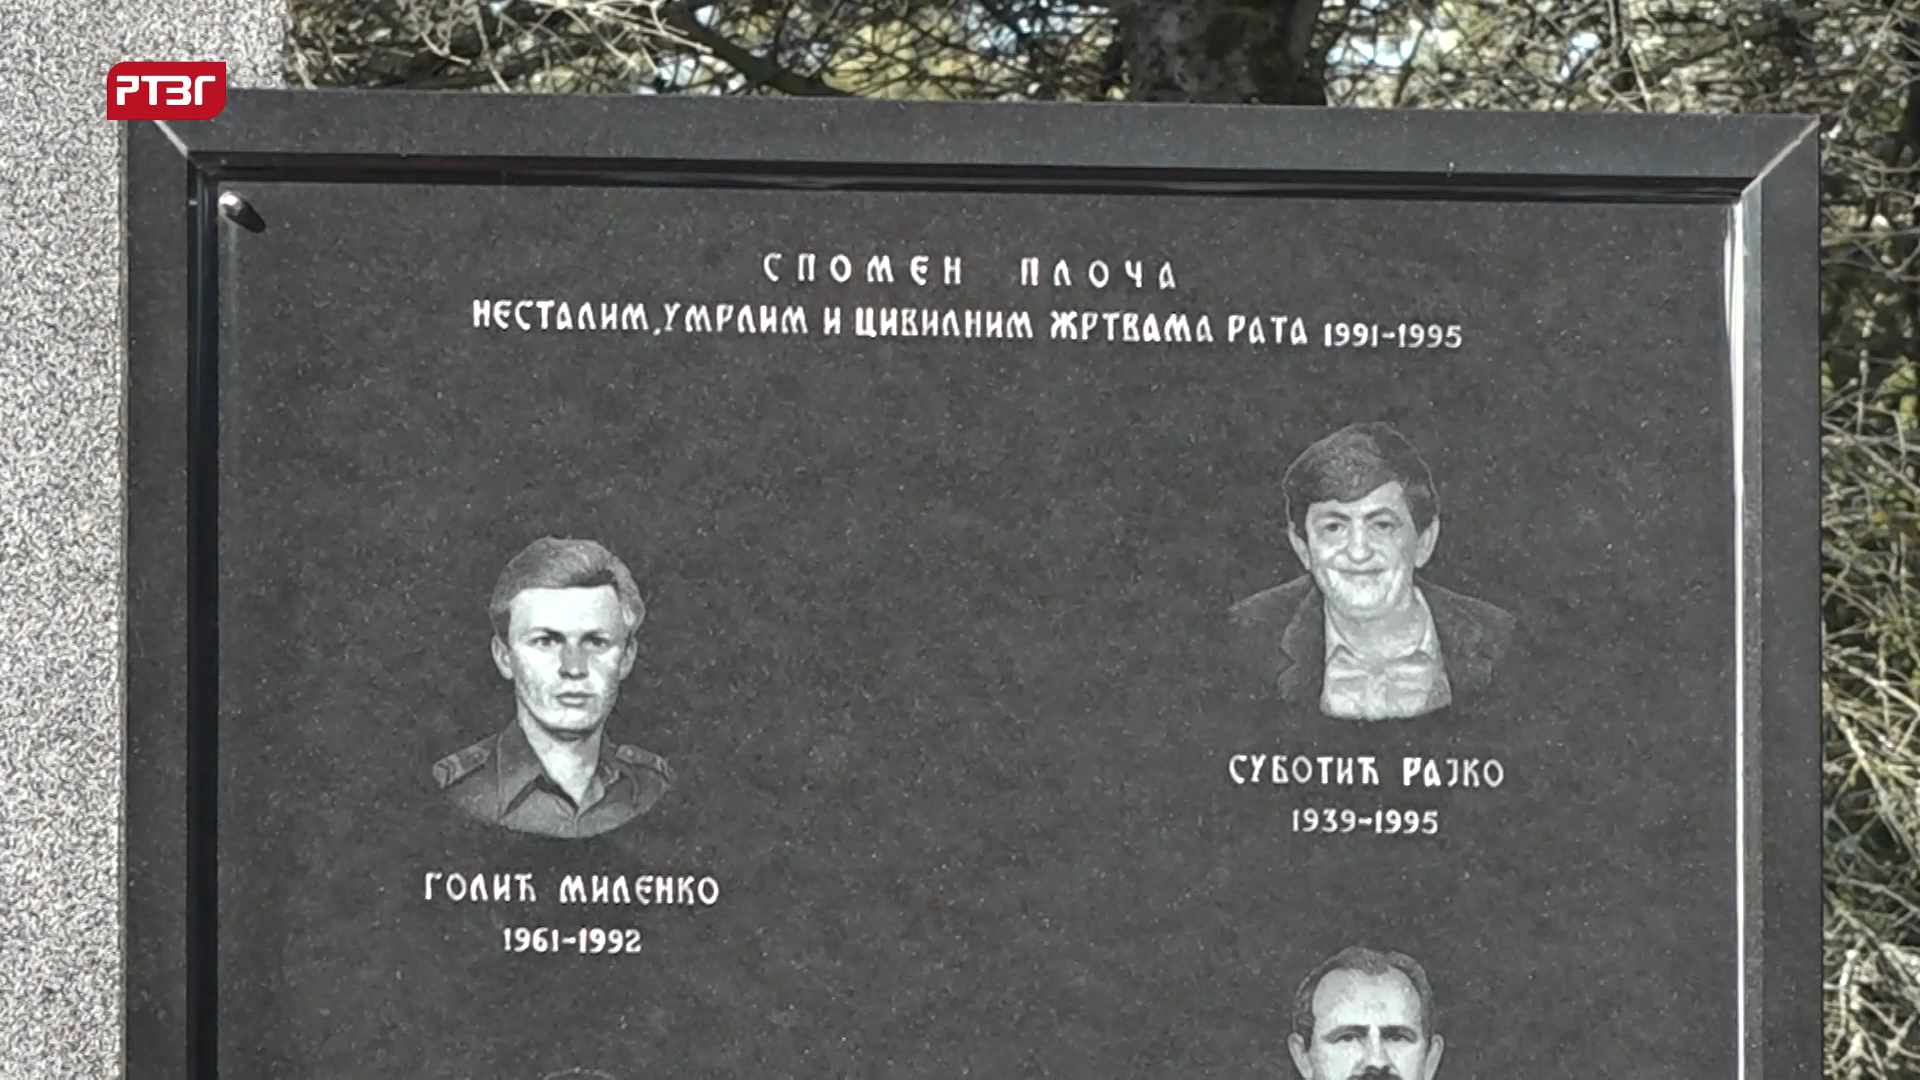 РТВГ
СПОМЕН ПЛОЧА
НЕСТАЛИМ, УМРЛИМ И ЦИВИЛНИМ ЖРТВАМА РАТА 1991-1995
СУБОТИЋ РАЈКО
1939-1995
ГОЛИЋ МИЛЕНКО
1961-1992